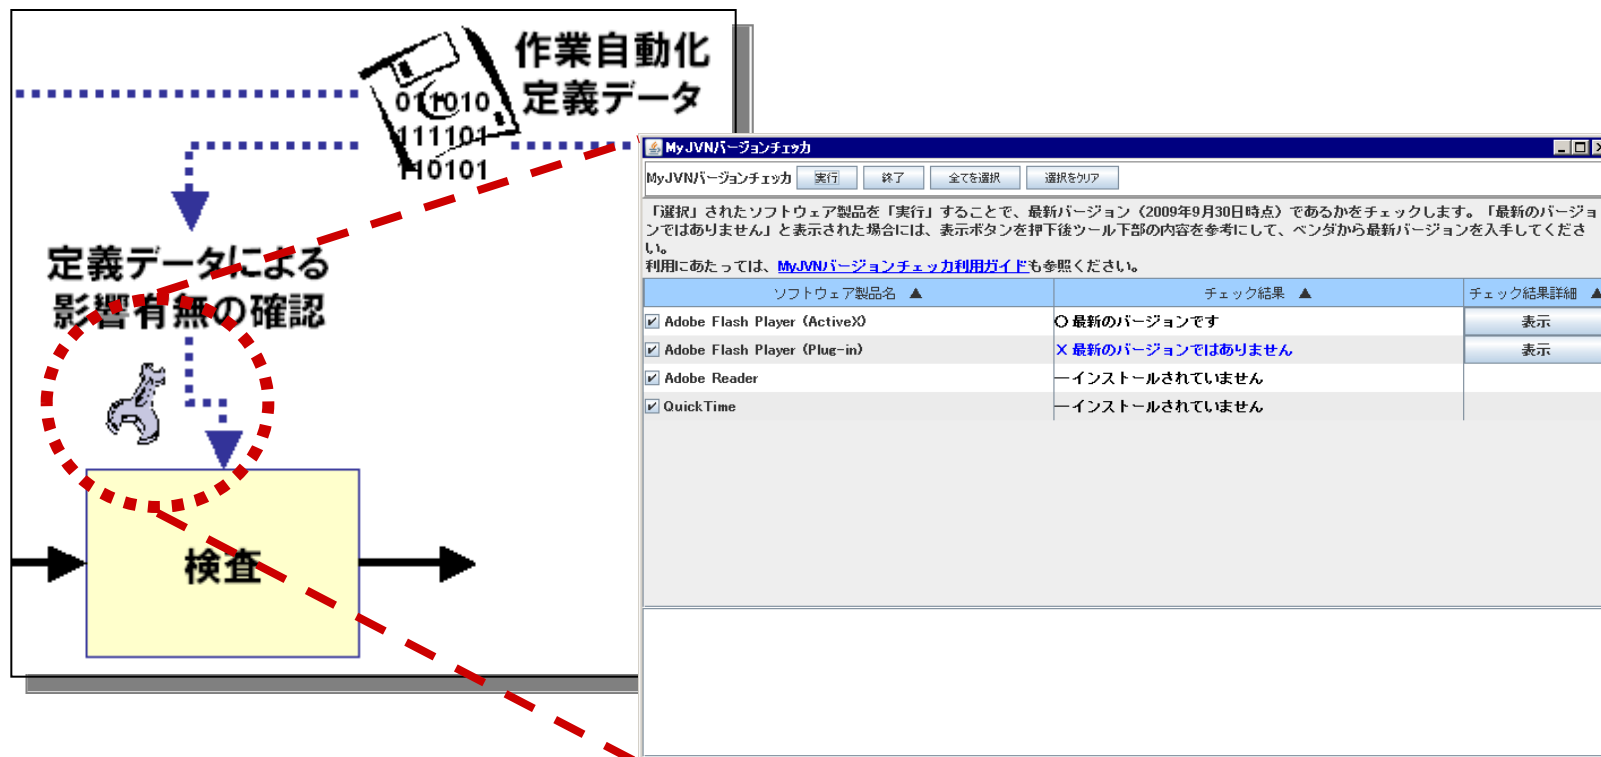 作業自動化
定義データ
011010
111101
110101
定義データによる
影響有無の確認
検査
MyJVNバージョンチェッカ
MyJVNバージョンチェッカ 実行 終了 全てを選択 選択をクリア
「選択」されたソフトウェア製品を「実行」することで、最新バージョン（2009年9月30日時点）であるかをチェックします。「最新のバージョ
ンではありません」と表示された場合には、表示ボタンを押下後ツール下部の内容を参考にして、ベンダから最新バージョンを入手してくださ
い。
利用にあたっては、MyJVNバージョンチェッカ利用ガイドも参照ください。
ソフトウェア製品名 ▲ チェック結果 ▲ チェック結果詳細 ▲
Adobe Flash Player (ActiveX) ○ 最新のバージョンです 表示
Adobe Flash Player (Plug-in) × 最新のバージョンではありません 表示
Adobe Reader ーインストールされていません
QuickTime ーインストールされていません